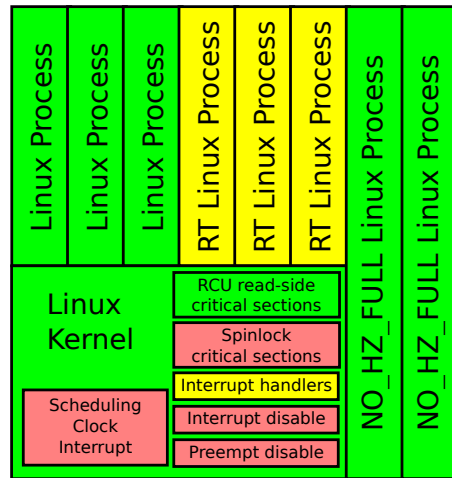 Linux Process
Linux Process
Linux Process
RT Linux Process
RT Linux Process
RT Linux Process
NO_HZ_FULL Linux Process
NO_HZ_FULL Linux Process
Linux
Kernel
RCU read-side
critical sections
Spinlock
critical sections
Interrupt handlers
Scheduling
Clock
Interrupt
Interrupt disable
Preempt disable